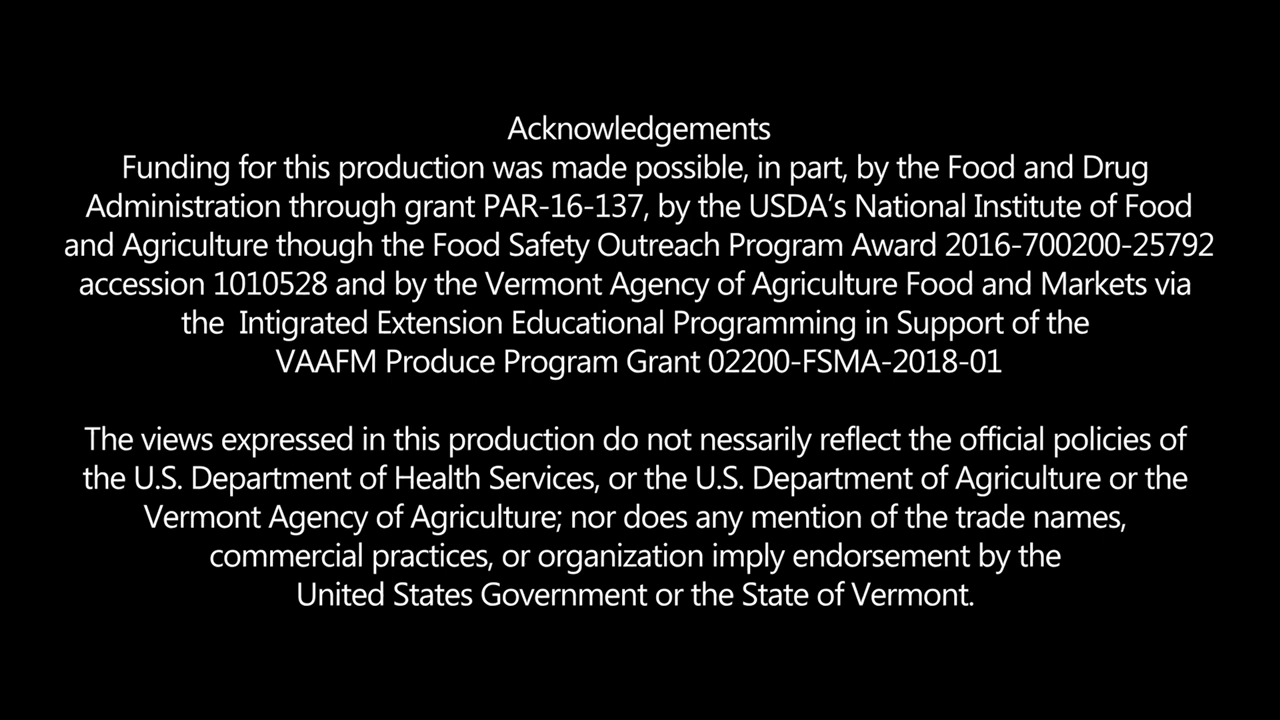 Acknowledgements
Funding for this production was made possible, in part, by the Food and Drug
Administration through grant PAR-16-137, by the USDA's National Institute of Food
and Agriculture though the Food Safety Outreach Program Award 2016-700200-25792
accession 1010528 and by the Vermont Agency of Agriculture Food and Markets via
the Intigrated Extension Educational Programming in Support of the
VAAFM Produce Program Grant 02200-FSMA-2018-01
The views expressed in this production do not nessarily reflect the official policies of
the U.S. Department of Health Services, or the U.S. Department of Agriculture or the
Vermont Agency of Agriculture; nor does any mention of the trade names,
commercial practices, or organization imply endorsement by the
United States Government or the State of Vermont.